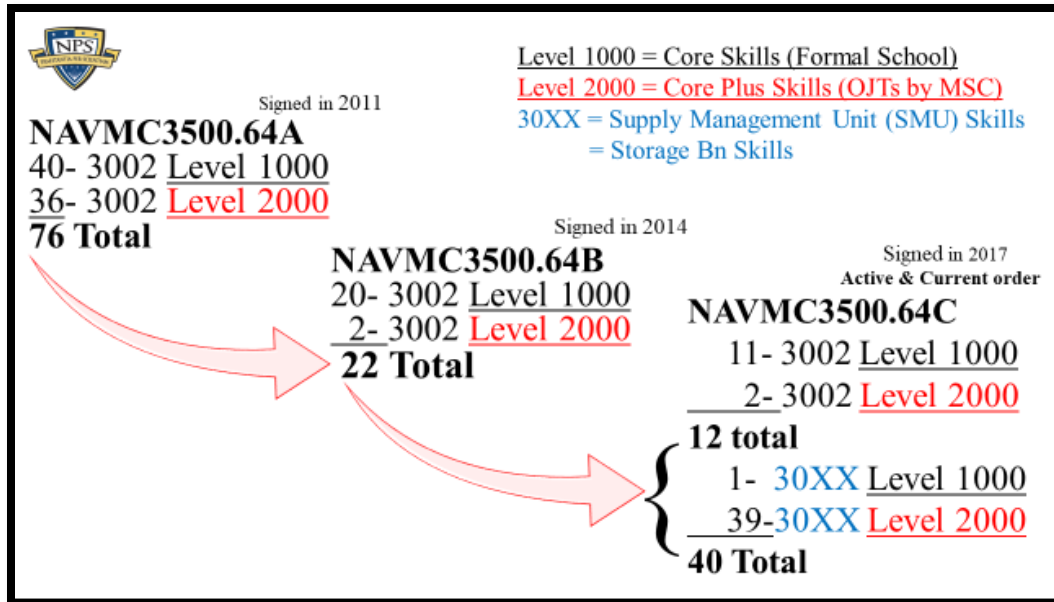 NPS
Level 1000 = Core Skills (Formal School)
Level 2000 = Core Plus Skills (OJTs by MSC)
30XX = Supply Management Unit (SMU) Skills
= Storage Bn Skills
Signed in 2011
NAVMC3500.64A
40- 3002 Level 1000
36- 3002 Level 2000
76 Total
Signed in 2014
NAVMC3500.64B
20- 3002 Level 1000
2- 3002 Level 2000
22 Total
Signed in 2017
Active & Current order
NAVMC3500.64C
11- 3002 Level 1000
2- 3002 Level 2000
12 total
1- 30XX Level 1000
39-30XX Level 2000
40 Total